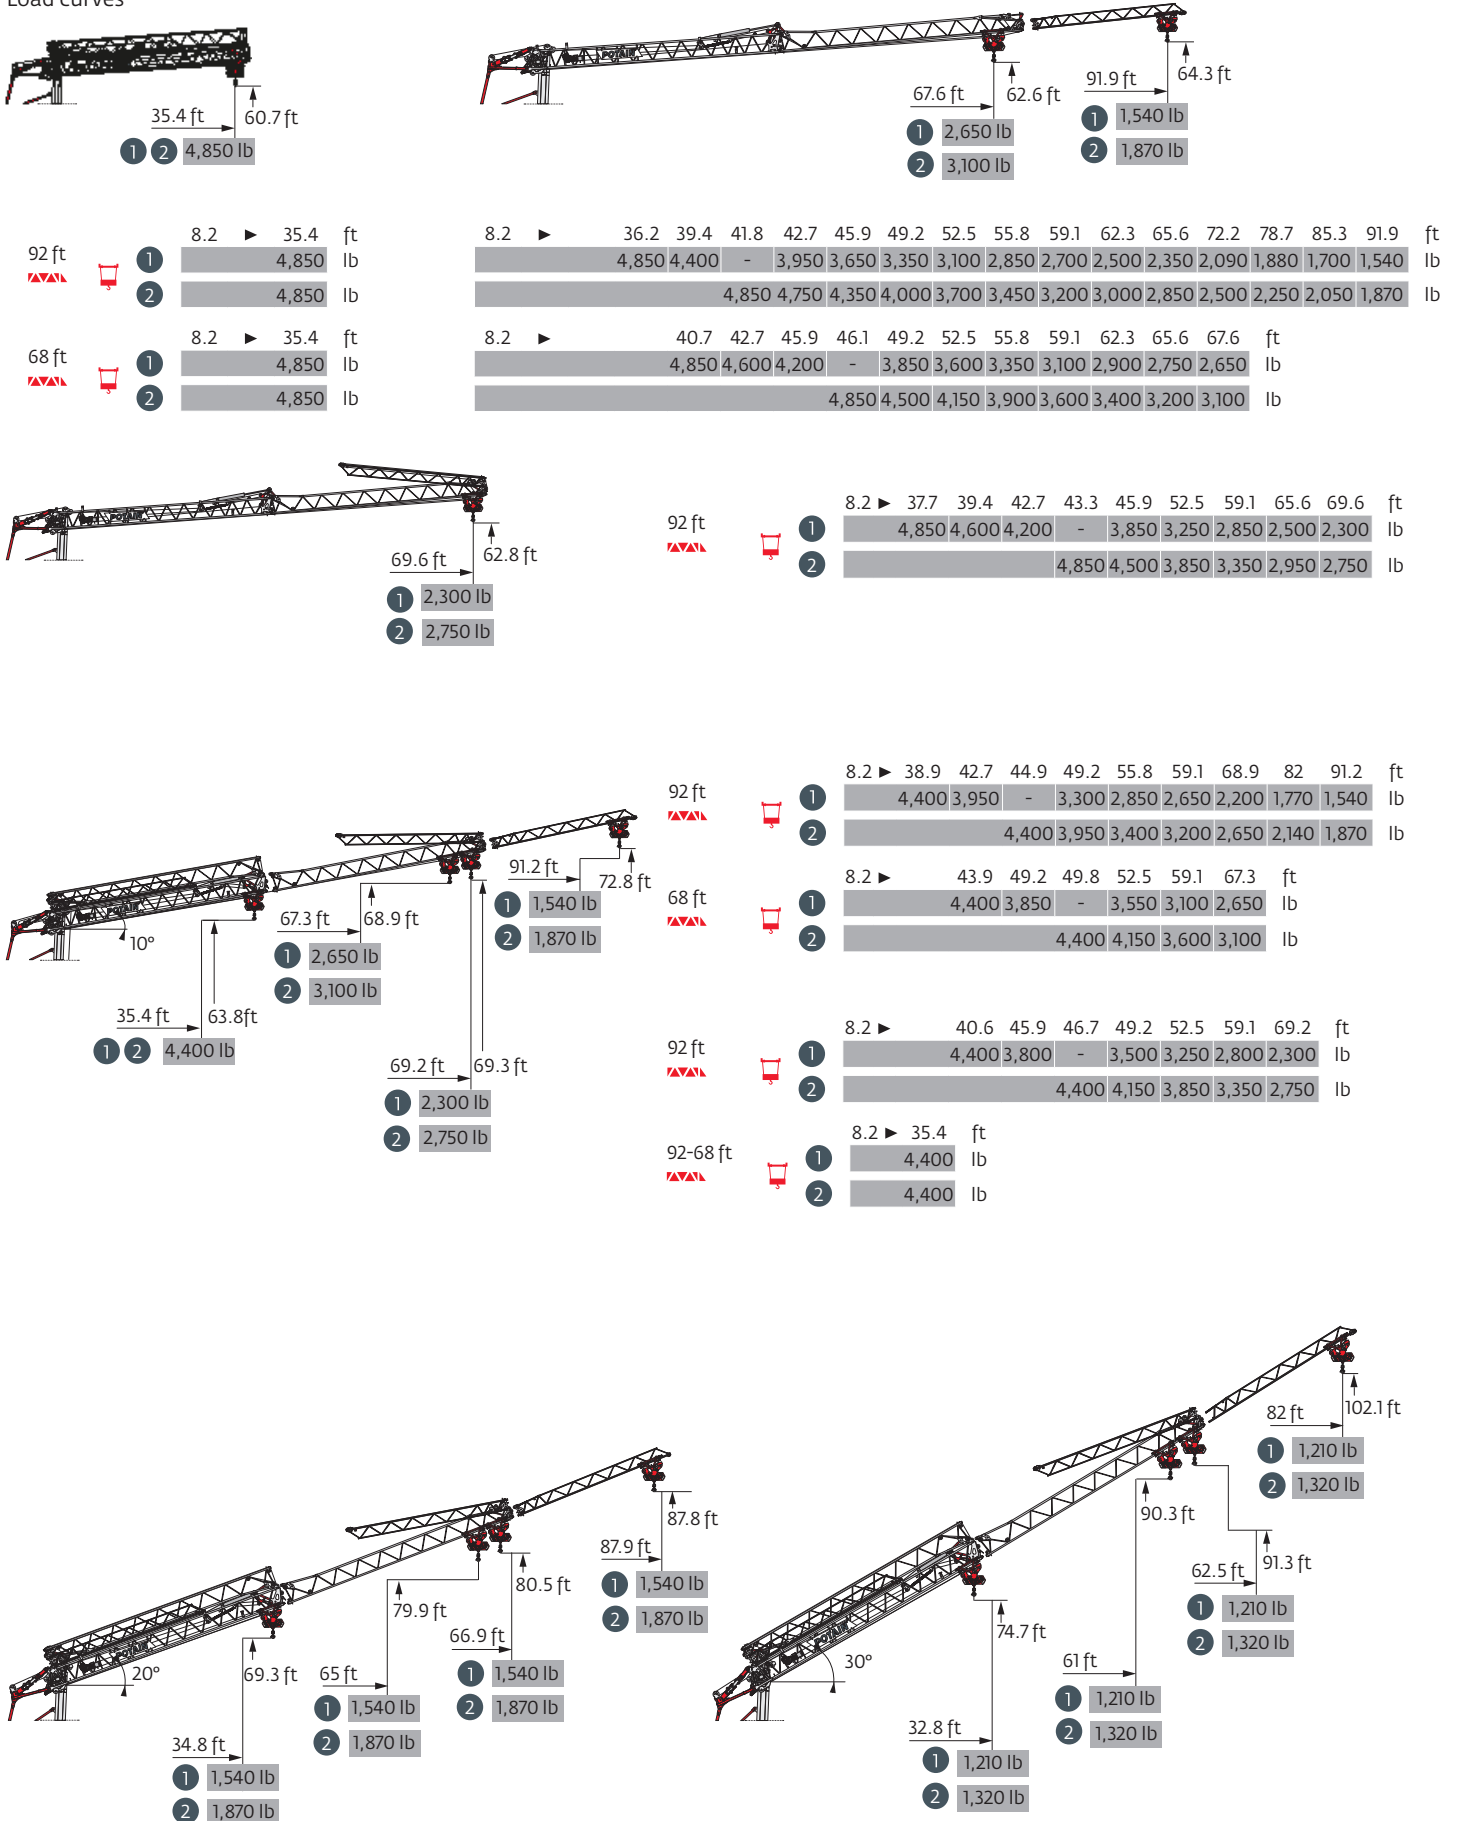 Load curves
35.4 ft
60.7 ft
1 2 4,850 lb
POTAIN
67.6 ft
62.6 ft
1 2,650 lb
2 3,100 lb
91.9 ft
64.3 ft
1 1,540 lb
2 1,870 lb
92 ft
8.2 ► 35.4 ft
1 4,850 lb
2 4,850 lb
8.2 ► 36.2 39.4 41.8 42.7 45.9 49.2 52.5 55.8 59.1 62.3 65.6 72.2 78.7 85.3 91.9 ft
4,850 4,400 - 3,950 3,650 3,350 3,100 2,850 2,700 2,500 2,350 2,090 1,880 1,700 1,540 lb
4,850 4,750 4,350 4,000 3,700 3,450 3,200 3,000 2,850 2,500 2,250 2,050 1,870 lb
68 ft
8.2 ► 35.4 ft
1 4,850 lb
2 4,850 lb
8.2 ► 40.7 42.7 45.9 46.1 49.2 52.5 55.8 59.1 62.3 65.6 67.6 ft
4,850 4,600 4,200 - 3,850 3,600 3,350 3,100 2,900 2,750 2,650 lb
4,850 4,500 4,150 3,900 3,600 3,400 3,200 3,100 lb
POTAIN
69.6 ft
62.8 ft
1 2,300 lb
2 2,750 lb
92 ft
8.2 ► 37.7 39.4 42.7 43.3 45.9 52.5 59.1 65.6 69.6 ft
1 4,850 4,600 4,200 - 3,850 3,250 2,850 2,500 2,300 lb
2 4,850 4,500 3,850 3,350 2,950 2,750 lb
POTAIN
10°
35.4 ft
63.8ft
1 2 4,400 lb
67.3 ft
68.9 ft
1 2,650 lb
2 3,100 lb
69.2 ft
69.3 ft
1 2,300 lb
2 2,750 lb
91.2 ft
72.8 ft
1 1,540 lb
2 1,870 lb
92 ft
8.2 ► 38.9 42.7 44.9 49.2 55.8 59.1 68.9 82 91.2 ft
1 4,400 3,950 - 3,300 2,850 2,650 2,200 1,770 1,540 lb
2 4,400 3,950 3,400 3,200 2,650 2,140 1,870 lb
68 ft
8.2 ► 43.9 49.2 49.8 52.5 59.1 67.3 ft
1 4,400 3,850 - 3,550 3,100 2,650 lb
2 4,400 4,150 3,600 3,100 lb
92 ft
8.2 ► 40.6 45.9 46.7 49.2 52.5 59.1 69.2 ft
1 4,400 3,800 - 3,500 3,250 2,800 2,300 lb
2 4,400 4,150 3,850 3,350 2,750 lb
92-68 ft
8.2 ► 35.4 ft
1 4,400 lb
2 4,400 lb
POTAIN
20°
34.8 ft
69.3 ft
1 1,540 lb
2 1,870 lb
65 ft
79.9 ft
1 1,540 lb
2 1,870 lb
66.9 ft
80.5 ft
1 1,540 lb
2 1,870 lb
87.9 ft
87.8 ft
1 1,540 lb
2 1,870 lb
POTAIN
30°
32.8 ft
74.7 ft
1 1,210 lb
2 1,320 lb
61 ft
90.3 ft
1 1,210 lb
2 1,320 lb
62.5 ft
91.3 ft
1 1,210 lb
2 1,320 lb
82 ft
102.1 ft
1 1,210 lb
2 1,320 lb